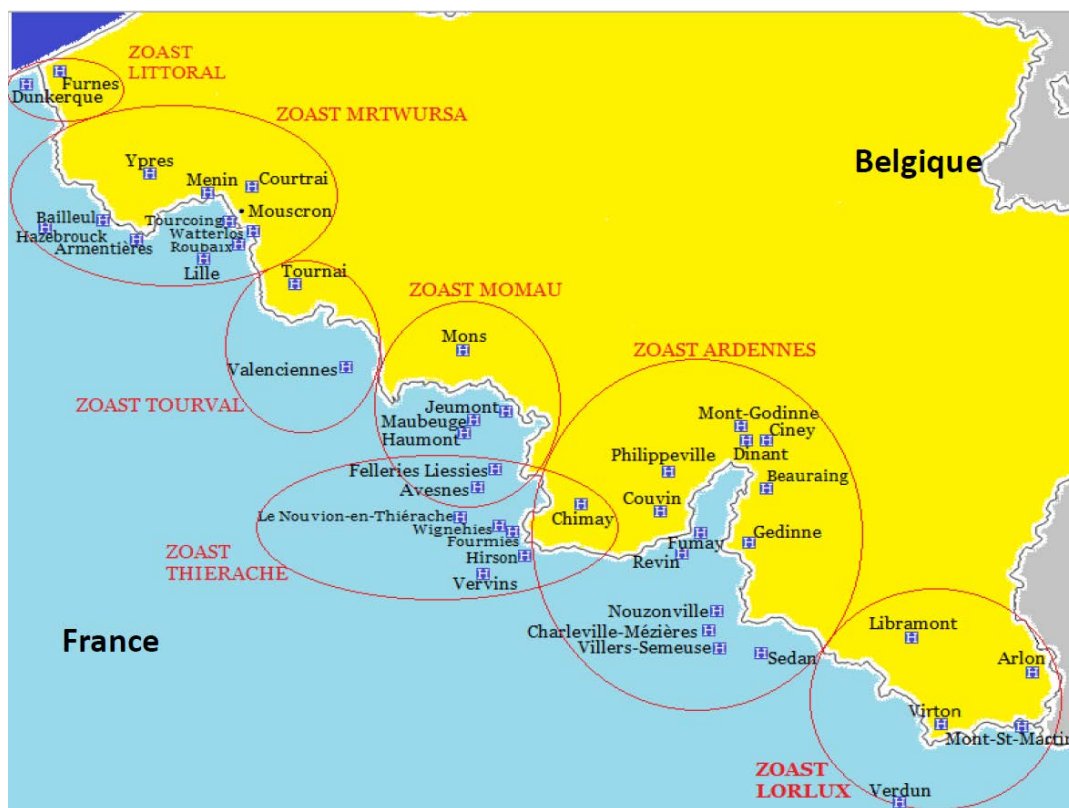 ZOAST
LITTORAL
Furnes
Dunkerque
ZOAST MRTWURSA
Ypres
Belgique
Menin
Courtrai
Mouscron
Bailleul
Tourcoing
Hazebrouck
Watterlos
Armentières
Roubaix
Lille
Tournai
ZOAST MOMAU
Mons
ZOAST ARDENNES
Valenciennes
ZOAST TOURVAL
Jeumont
Maubeuge
Haumont
Mont-Godinne
Ciney
Dinant
Philippeville
Felleries Liessies
Beauraing
Avesnes
Couvin
Chimay
Le Nouvion-en-Thiérache
Wignehies
Fourmies
Gedinne
Fumay
ZOAST
THIERACHE
Hirson
Revin
Vervins
Nouzonville
France
Charleville-Mézières
Villers-Semeuse
Sedan
Libramont
Arlon
Virton
Mont-St-Martin
ZOAST
LORLUX
Verdun